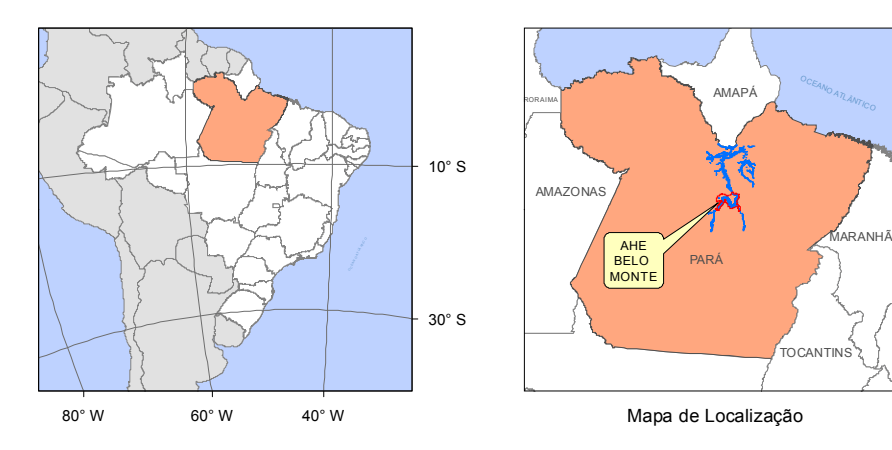 10° S
30° S
80° W
60° W
40° W
OCEANO ATLÂNTICO
AMAPÁ
RORAIMA
AMAZONAS
AHE
BELO
MONTE
PARÁ
MARANHÃ
TOCANTINS
Mapa de Localização